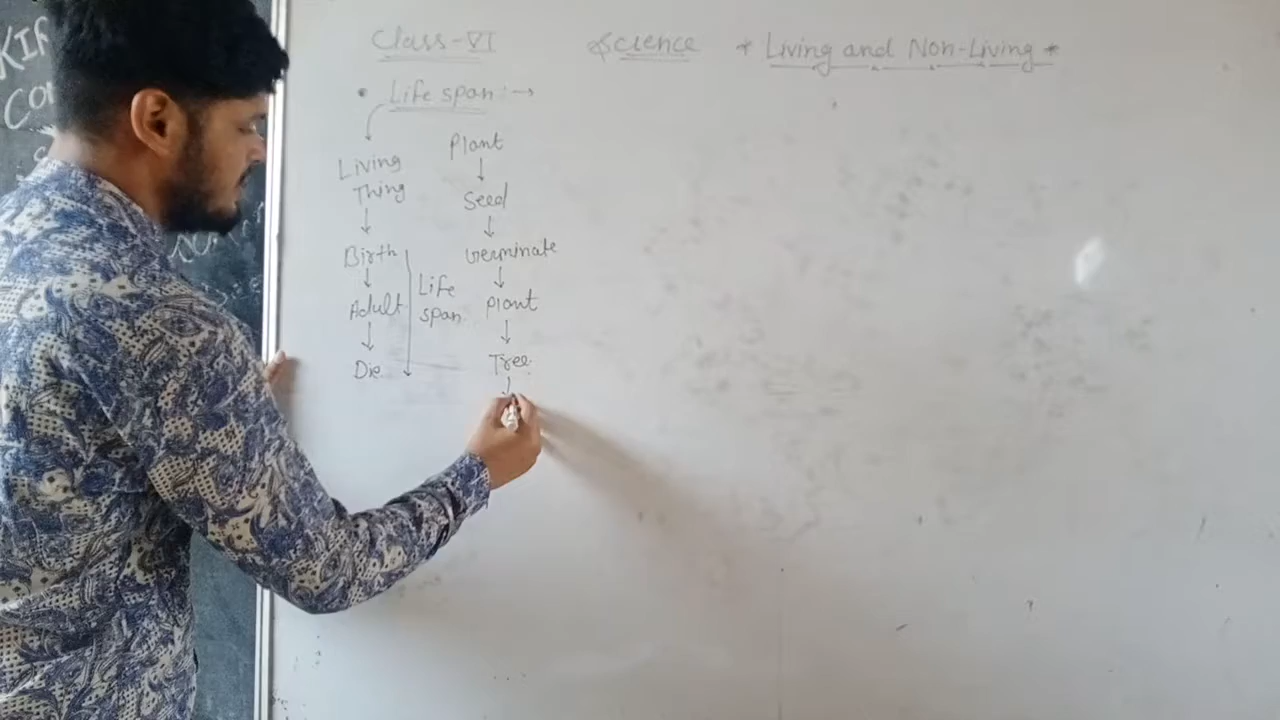 Class-VI Science * Living and Non-Living *
• Life span :→
Living
Thing
↓
Birth
↓
Adult
↓
Die
Life
span
Plant
↓
Seed
↓
Germinate
↓
Plant
↓
Tree
↓